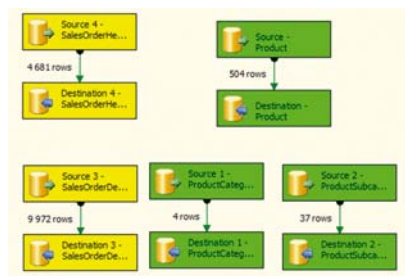 Source 4 -
SalesOrderHe...
4 681 rows
Destination 4 -
SalesOrderHe...
Source -
Product
504 rows
Destination -
Product
Source 3 -
SalesOrderDe...
9 972 rows
Destination 3 -
SalesOrderDe...
Source 1 -
ProductCateg...
4 rows
Destination 1 -
ProductCateg...
Source 2 -
ProductSubca...
37 rows
Destination 2 -
ProductSubca...